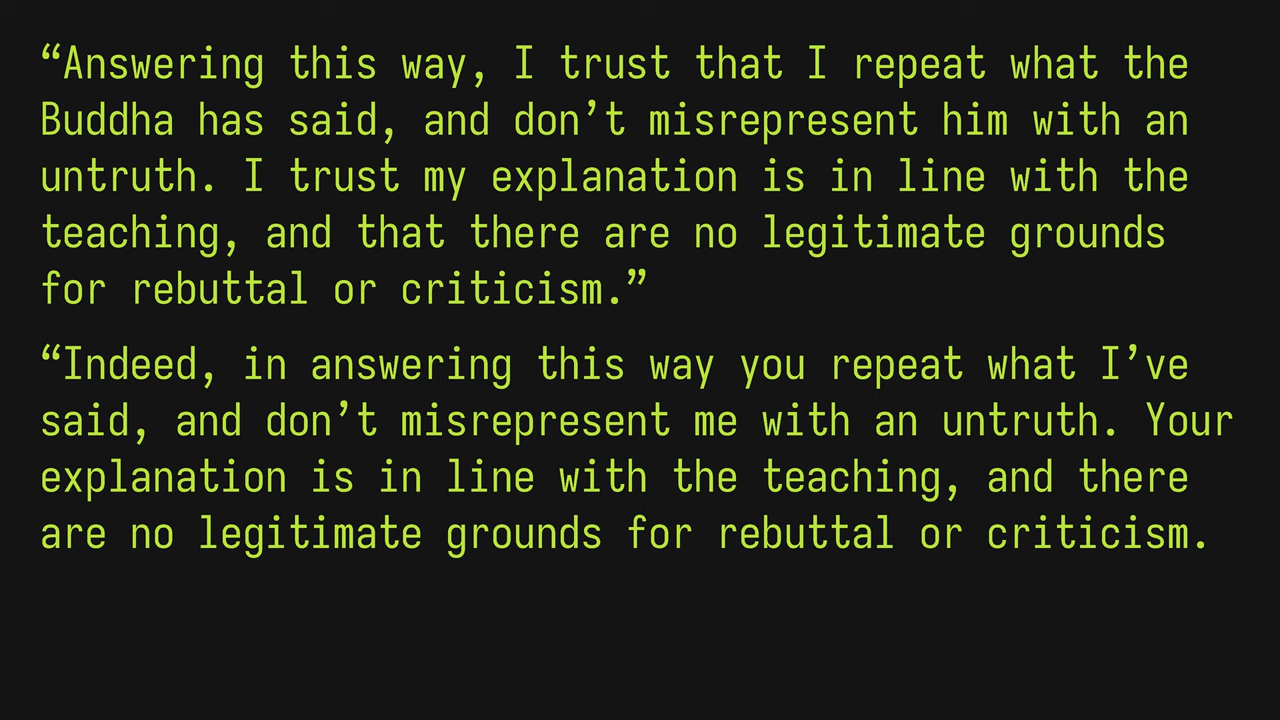 “Answering this way, I trust that I repeat what the
Buddha has said, and don’t misrepresent him with an
untruth. I trust my explanation is in line with the
teaching, and that there are no legitimate grounds
for rebuttal or criticism.”
“Indeed, in answering this way you repeat what I’ve
said, and don’t misrepresent me with an untruth. Your
explanation is in line with the teaching, and there
are no legitimate grounds for rebuttal or criticism.